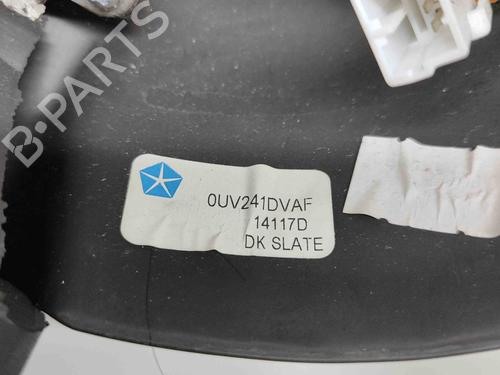 B-PARTS
0UV241DVAF
14117D
DK SLATE